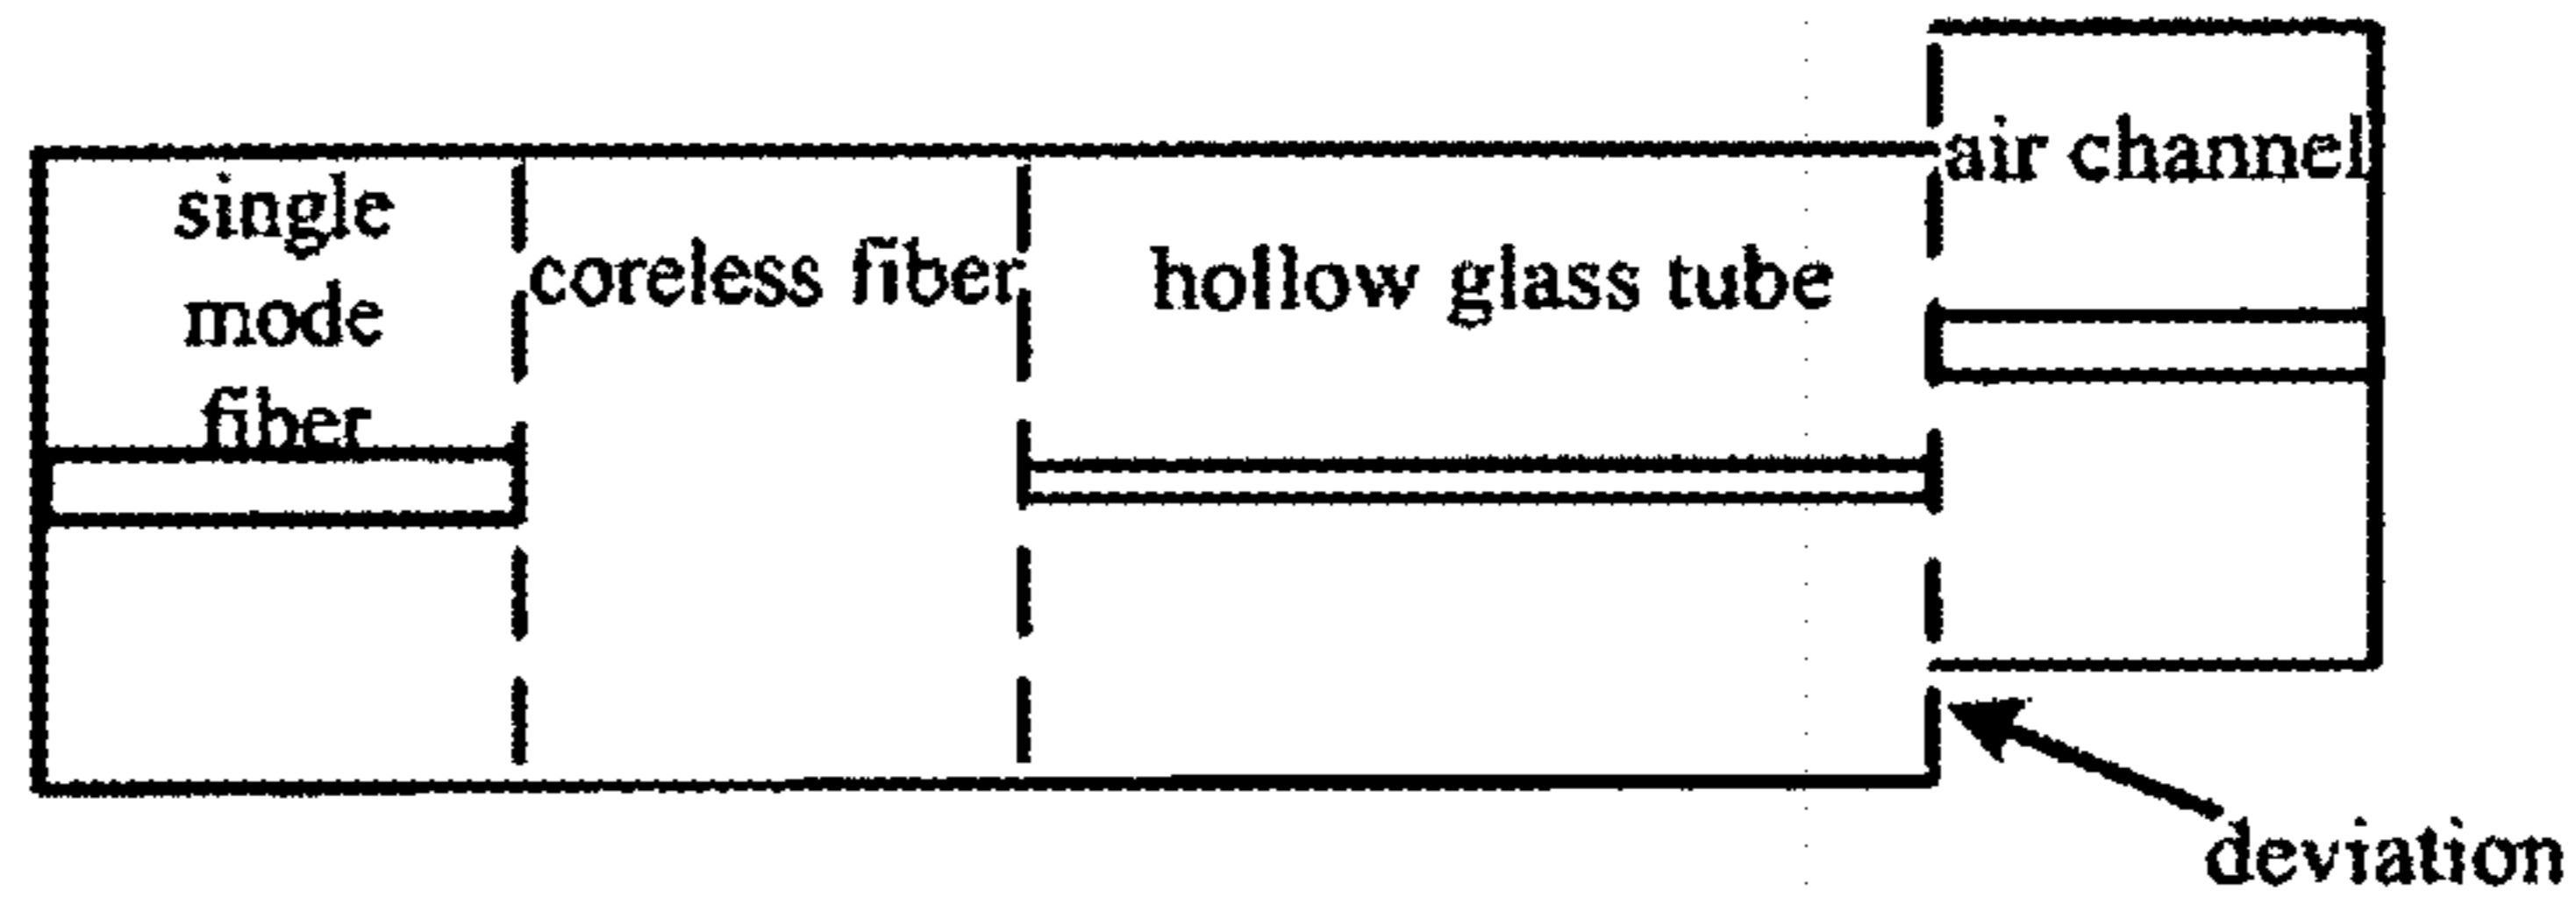 single
mode
fiber
coreless fiber
hollow glass tube
air channel
deviation